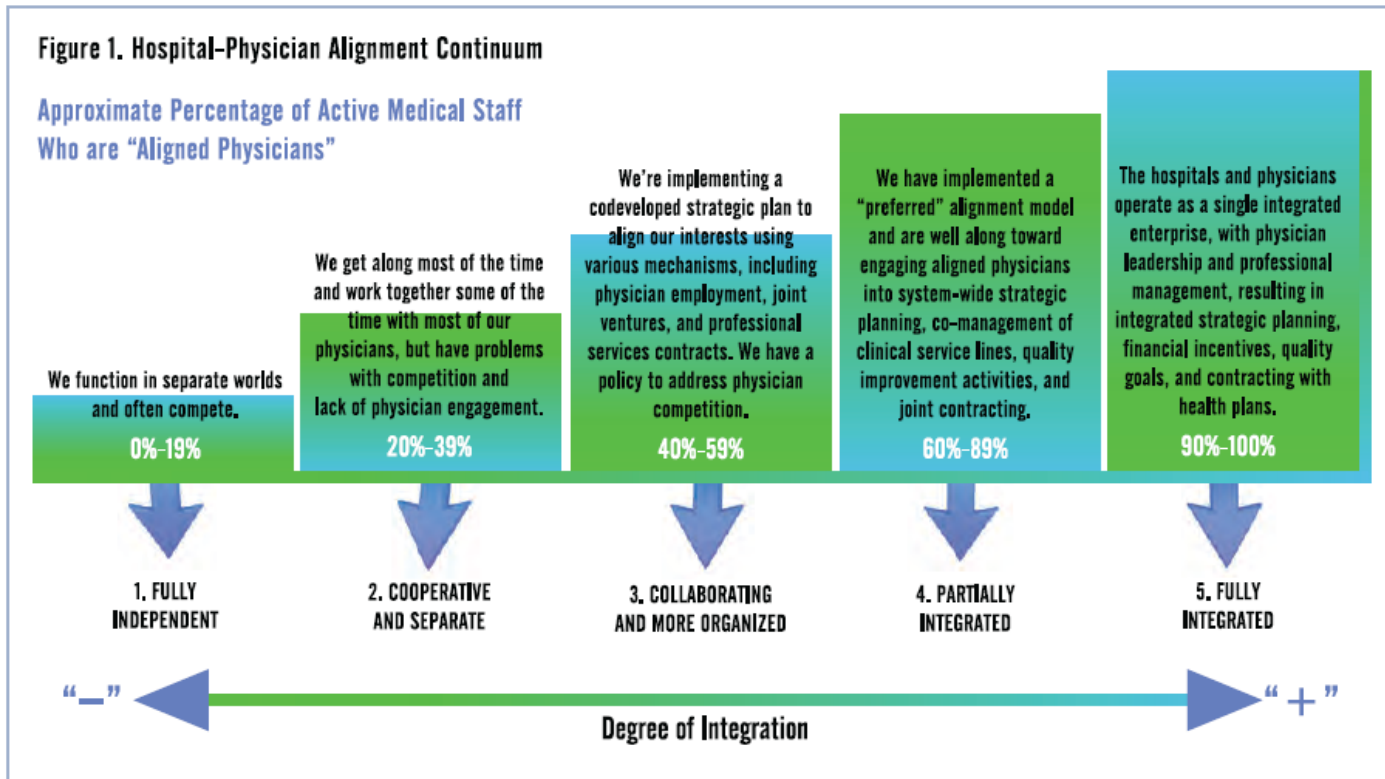 Figure 1. Hospital–Physician Alignment Continuum
Approximate Percentage of Active Medical Staff
Who are “Aligned Physicians”
We function in separate worlds
and often compete.
0%–19%
We get along most of the time
and work together some of the
time with most of our
physicians, but have problems
with competition and
lack of physician engagement.
20%–39%
We’re implementing a
codeveloped strategic plan to
align our interests using
various mechanisms, including
physician employment, joint
ventures, and professional
services contracts. We have a
policy to address physician
competition.
40%–59%
We have implemented a
“preferred” alignment model
and are well along toward
engaging aligned physicians
into system-wide strategic
planning, co-management of
clinical service lines, quality
improvement activities, and
joint contracting.
60%–89%
The hospitals and physicians
operate as a single integrated
enterprise, with physician
leadership and professional
management, resulting in
integrated strategic planning,
financial incentives, quality
goals, and contracting with
health plans.
90%–100%
1. FULLY
INDEPENDENT
2. COOPERATIVE
AND SEPARATE
3. COLLABORATING
AND MORE ORGANIZED
4. PARTIALLY
INTEGRATED
5. FULLY
INTEGRATED
“–”
“+”
Degree of Integration